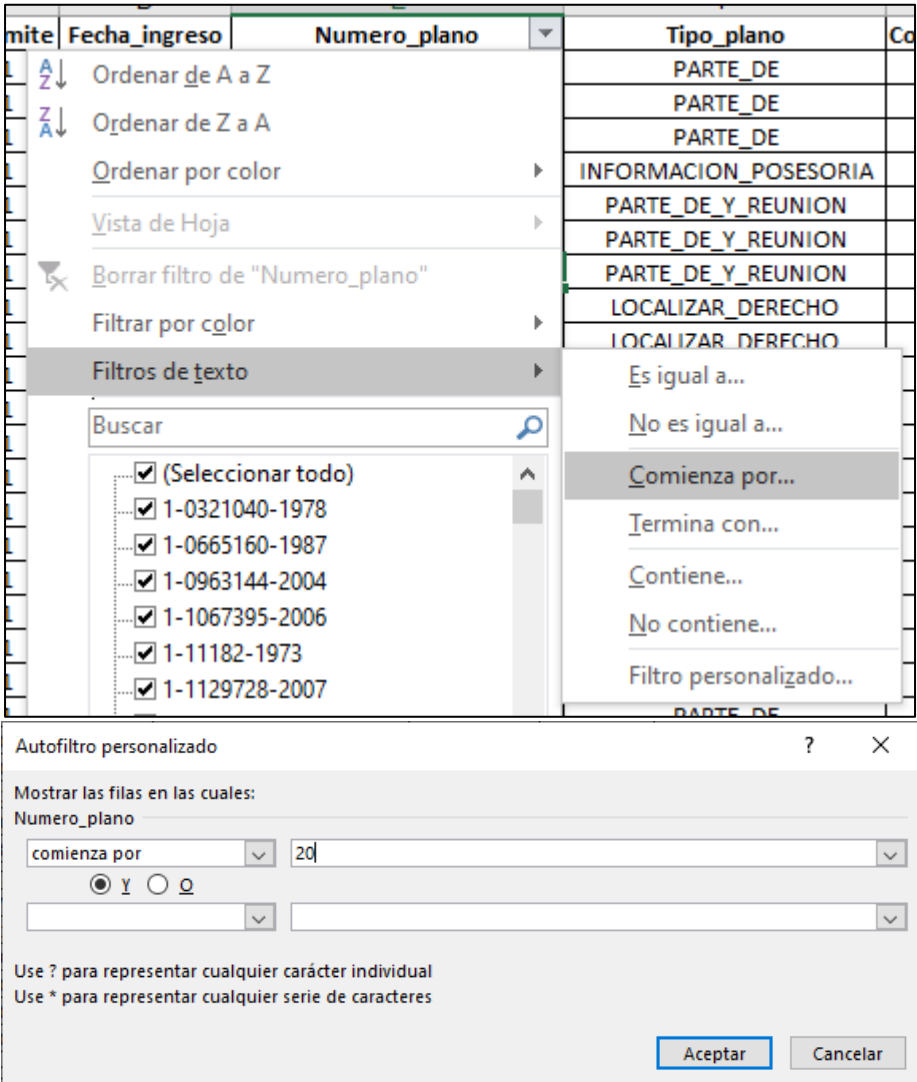 mite Fecha_ingreso Numero_plano Tipo_plano Co
Ordenar de A a Z PARTE_DE
PARTE_DE
Ordenar de Z a A PARTE_DE
Ordenar por color INFORMACION_POSESORIA
PARTE_DE_Y_REUNION
Vista de Hoja PARTE_DE_Y_REUNION
Borrar filtro de "Numero_plano" PARTE_DE_Y_REUNION
Filtrar por color LOCALIZAR_DERECHO
LOCALIZAR_DERECHO
Filtros de texto
Es igual a...
Buscar
No es igual a...
(Seleccionar todo)
Comienza por...
1-0321040-1978
Termina con...
1-0665160-1987
1-0963144-2004
Contiene...
1-1067395-2006
No contiene...
1-11182-1973
Filtro personalizado...
1-1129728-2007
PARTE_DE
Autofiltro personalizado ? X
Mostrar las filas en las cuales:
Numero_plano
comienza por 20
Y O
Use ? para representar cualquier carácter individual
Use * para representar cualquier serie de caracteres
Aceptar Cancelar